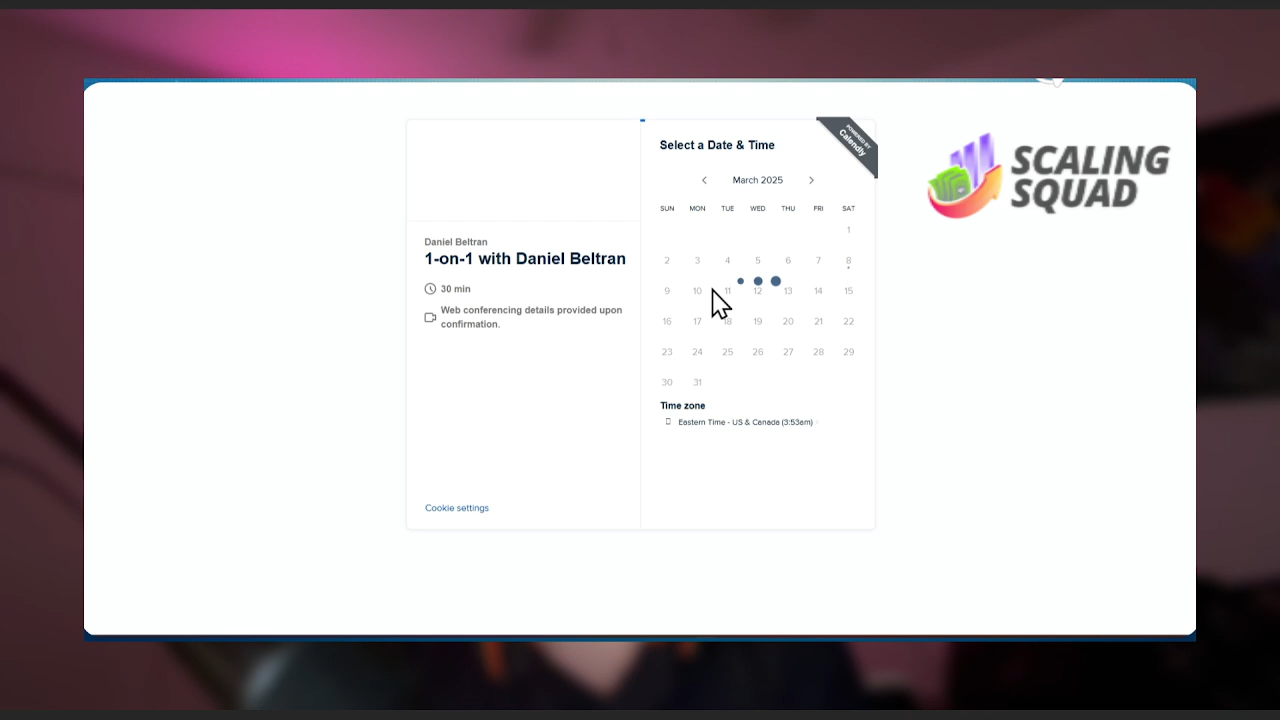 POWERED BY
Calendly
Select a Date & Time
March 2025
SUN MON TUE WED THU FRI SAT
1
2 3 4 5 6 7 8
9 10 11 12 13 14 15
16 17 18 19 20 21 22
23 24 25 26 27 28 29
30 31
Time zone
Eastern Time - US & Canada (3:53am)
Daniel Beltran
1-on-1 with Daniel Beltran
30 min
Web conferencing details provided upon
confirmation.
Cookie settings
SCALING
SQUAD